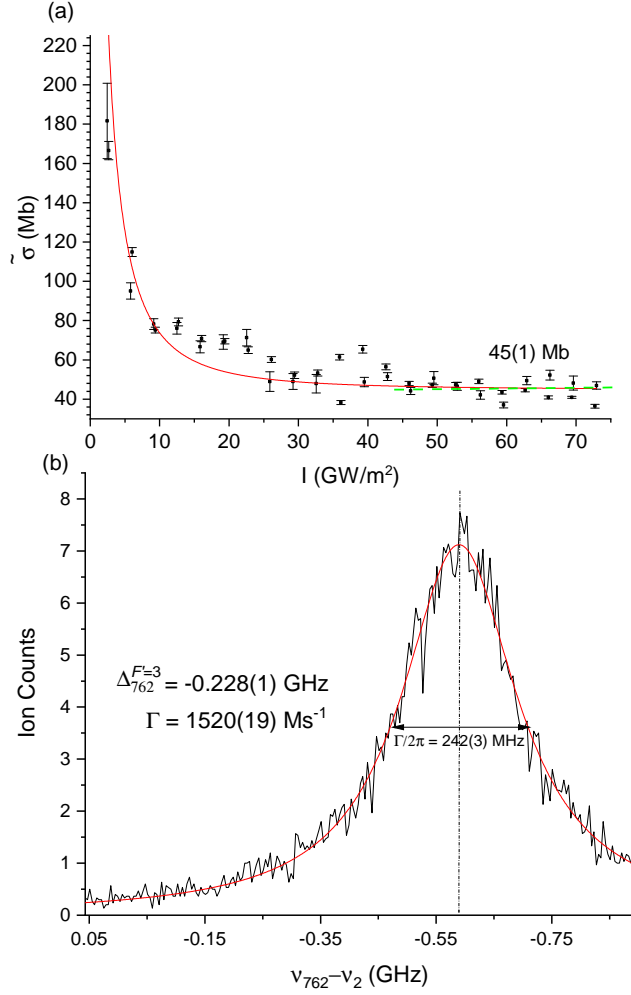 (a)
220
200
180
160
140
120
100
80
60
40
σ̃ (Mb)
45(1) Mb
0 10 20 30 40 50 60 70
I (GW/m²)
(b)
8
7
6
5
4
3
2
1
0
Ion Counts
Δ₇₆₂^{F'=3} = -0.228(1) GHz
Γ = 1520(19) Ms⁻¹
Γ/2π = 242(3) MHz
0.05 -0.15 -0.35 -0.55 -0.75
ν₇₆₂−ν₂ (GHz)